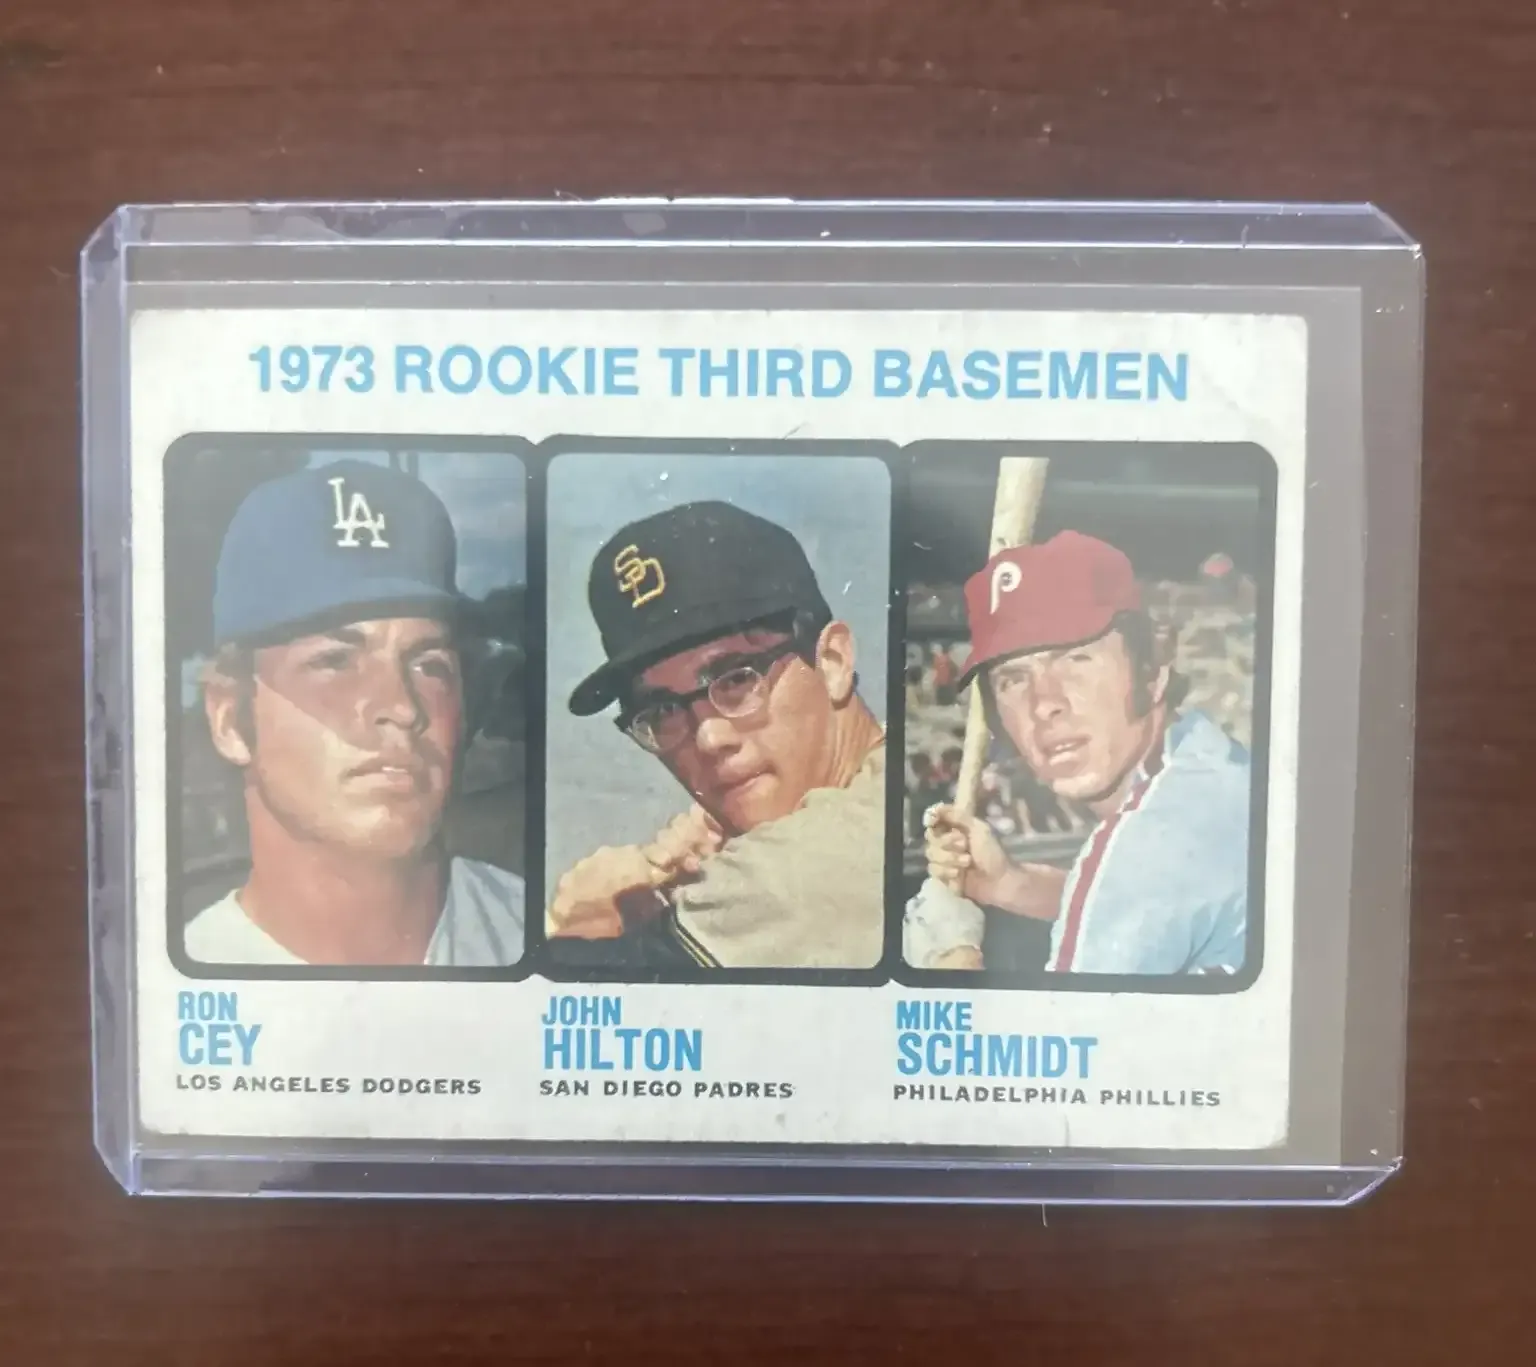 1973 ROOKIE THIRD BASEMEN
LA
SD
P
RON
CEY
LOS ANGELES DODGERS
JOHN
HILTON
SAN DIEGO PADRES
MIKE
SCHMIDT
PHILADELPHIA PHILLIES